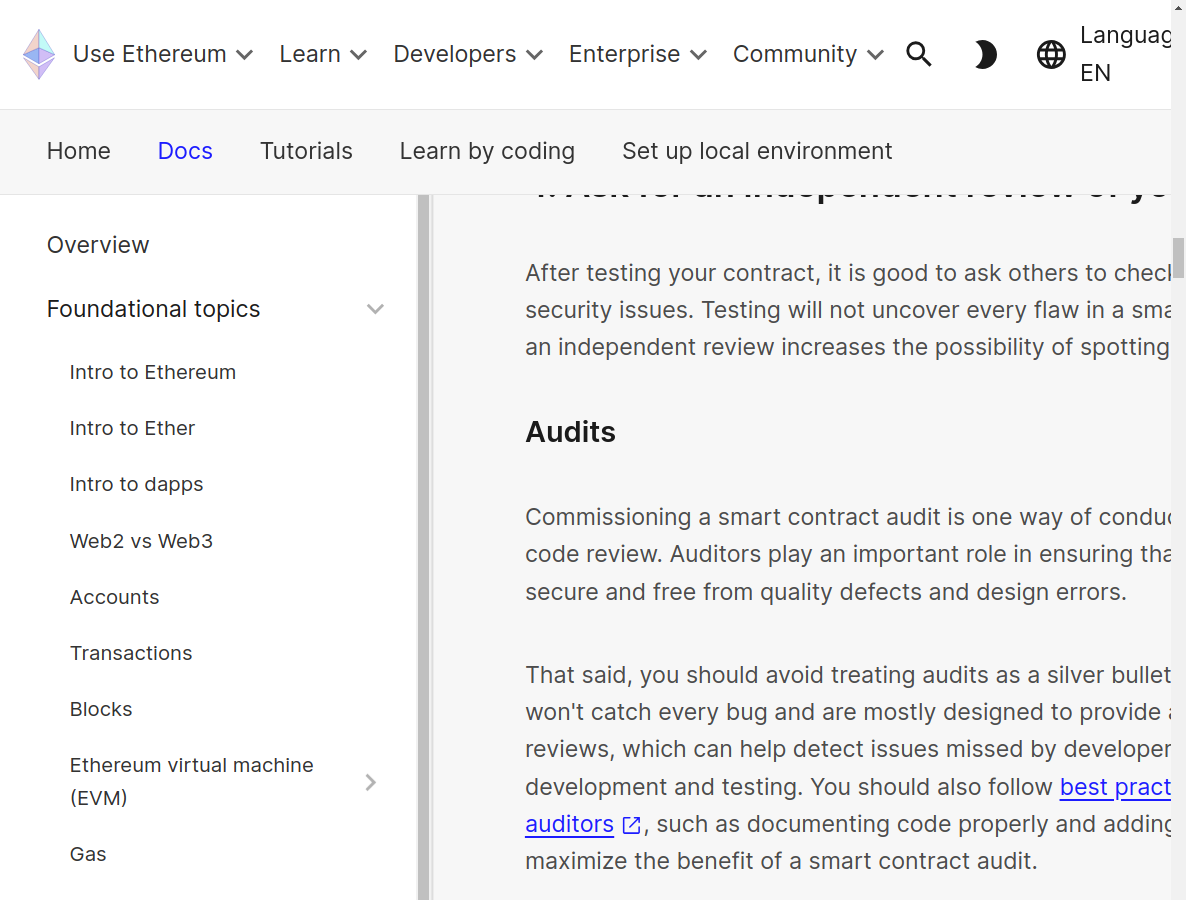 Use Ethereum
Learn
Developers
Enterprise
Community
Languag
EN
Home
Docs
Tutorials
Learn by coding
Set up local environment
Overview
Foundational topics
Intro to Ethereum
Intro to Ether
Intro to dapps
Web2 vs Web3
Accounts
Transactions
Blocks
Ethereum virtual machine
(EVM)
Gas
Ask for an independent review of yo
After testing your contract, it is good to ask others to check
security issues. Testing will not uncover every flaw in a sma
an independent review increases the possibility of spotting
Audits
Commissioning a smart contract audit is one way of conduc
code review. Auditors play an important role in ensuring tha
secure and free from quality defects and design errors.
That said, you should avoid treating audits as a silver bullet
won't catch every bug and are mostly designed to provide a
reviews, which can help detect issues missed by developer
development and testing. You should also follow best pract
auditors, such as documenting code properly and adding
maximize the benefit of a smart contract audit.